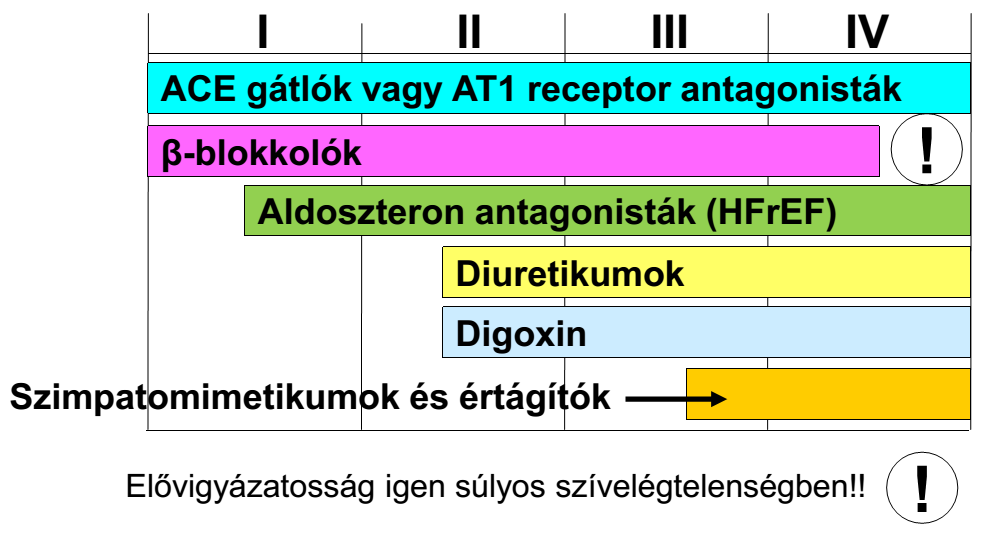 I II III IV
ACE gátlók vagy AT1 receptor antagonisták
β-blokkolók !
Aldoszteron antagonisták (HFrEF)
Diuretikumok
Digoxin
Szimpatomimetikumok és értágítók
Elővigyázatosság igen súlyos szívelégtelenségben!! !